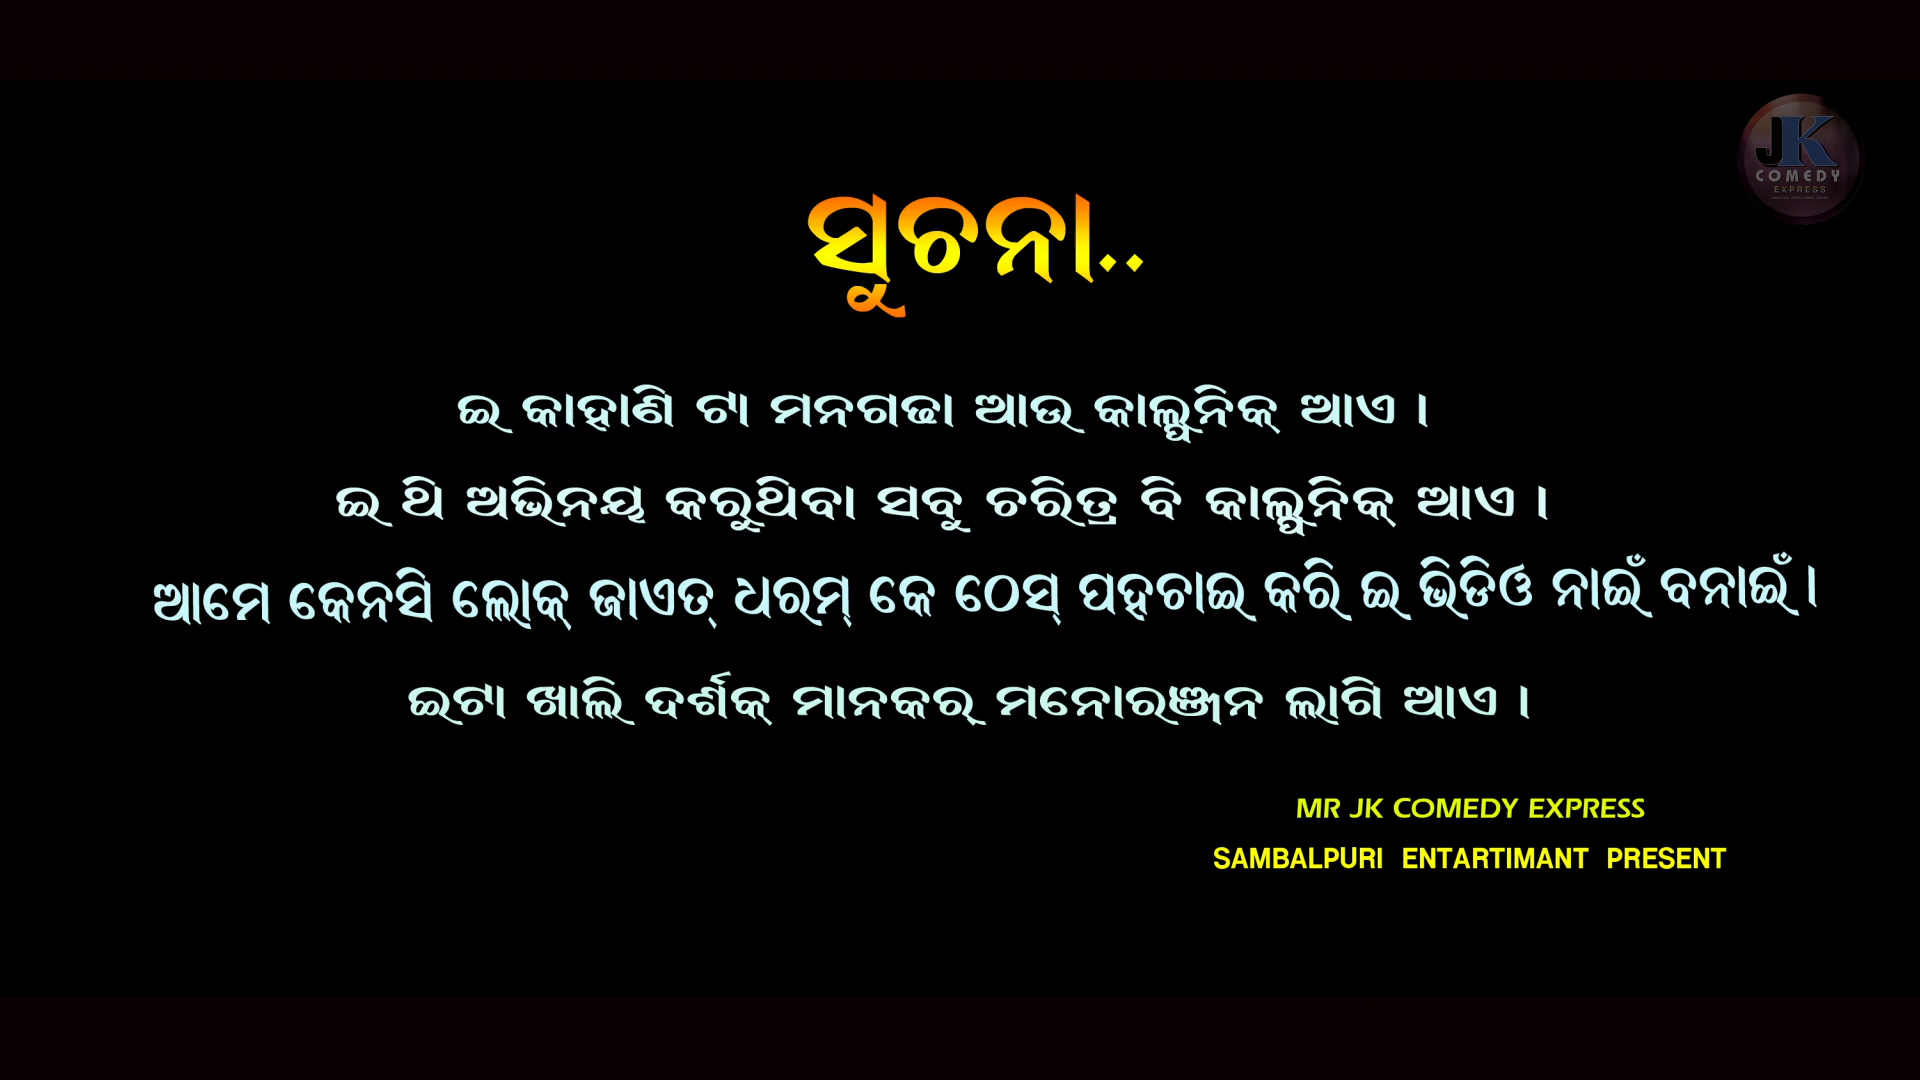 JK
COMEDY
EXPRESS
ସୁଚନା..
ଇ କାହାଣି ଟା ମନଗଢା ଆଉ କାଲ୍ପନିକ୍ ଆଏ ।
ଇ ଥି ଅଭିନୟ କରୁଥିବା ସବୁ ଚରିତ୍ର ବି କାଲ୍ପନିକ୍ ଆଏ ।
ଆମେ କେନସି ଲୋକ୍ ଜାଏତ୍ ଧରମ୍ କେ ଠେସ୍ ପହଚାଇ କରି ଇ ଭିଡିଓ ନାଇଁ ବନାଇଁ ।
ଇଟା ଖାଲି ଦର୍ଶକ୍ ମାନକର୍ ମନୋରଞ୍ଜନ ଲାଗି ଆଏ ।
MR JK COMEDY EXPRESS
SAMBALPURI ENTARTIMANT PRESENT